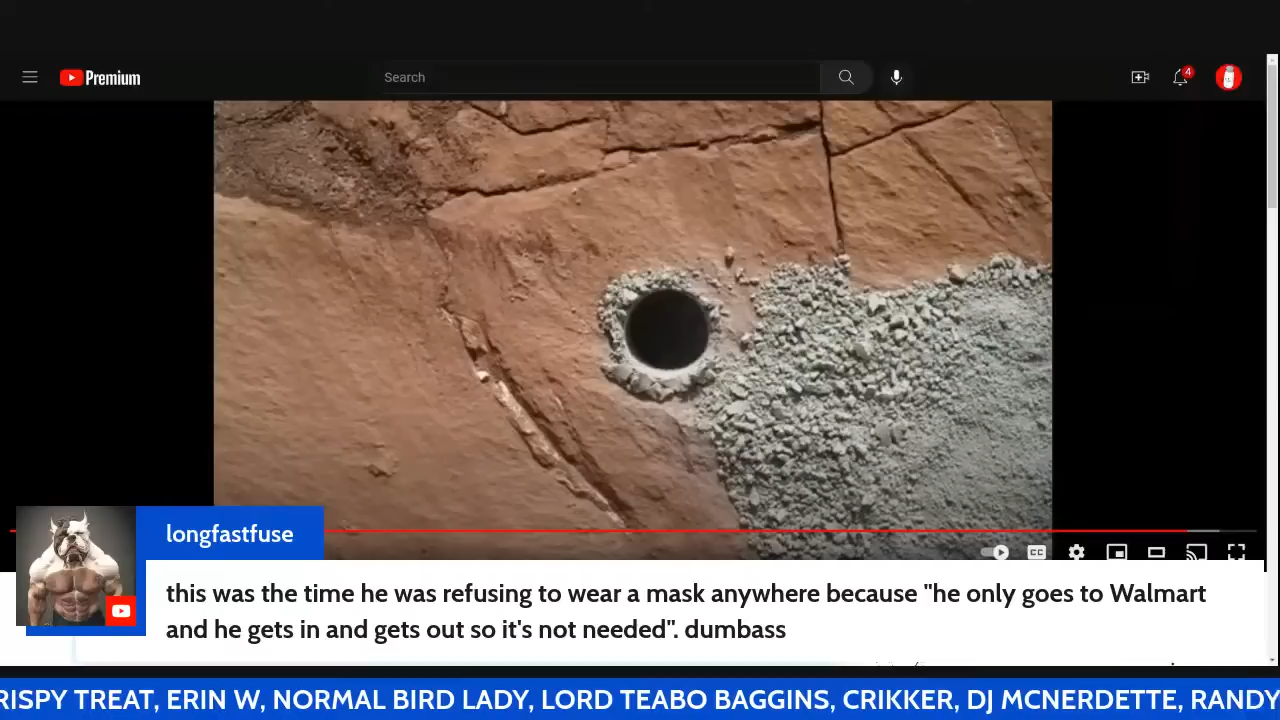 Premium
Search
4
CC
longfastfuse
this was the time he was refusing to wear a mask anywhere because "he only goes to Walmart
and he gets in and gets out so it's not needed". dumbass
RISPY TREAT, ERIN W, NORMAL BIRD LADY, LORD TEABO BAGGINS, CRIKKER, DJ MCNERDETTE, RANDY